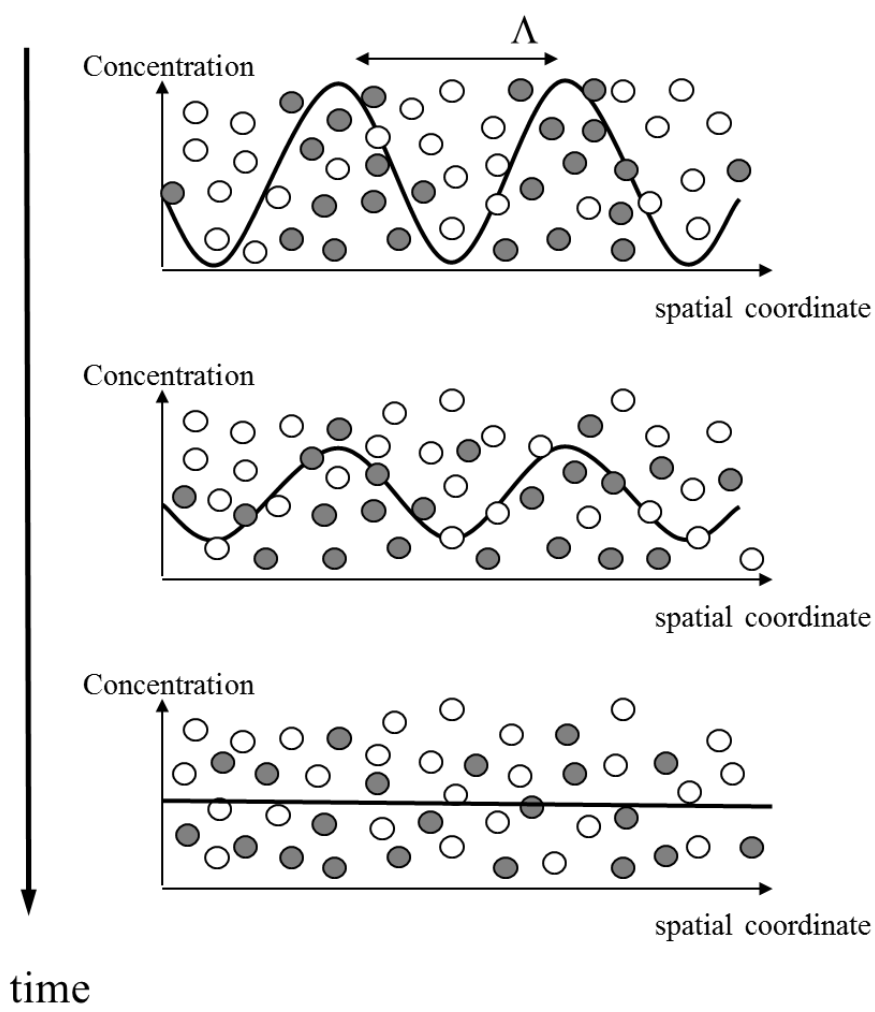 Λ
Concentration
spatial coordinate
Concentration
spatial coordinate
Concentration
spatial coordinate
time